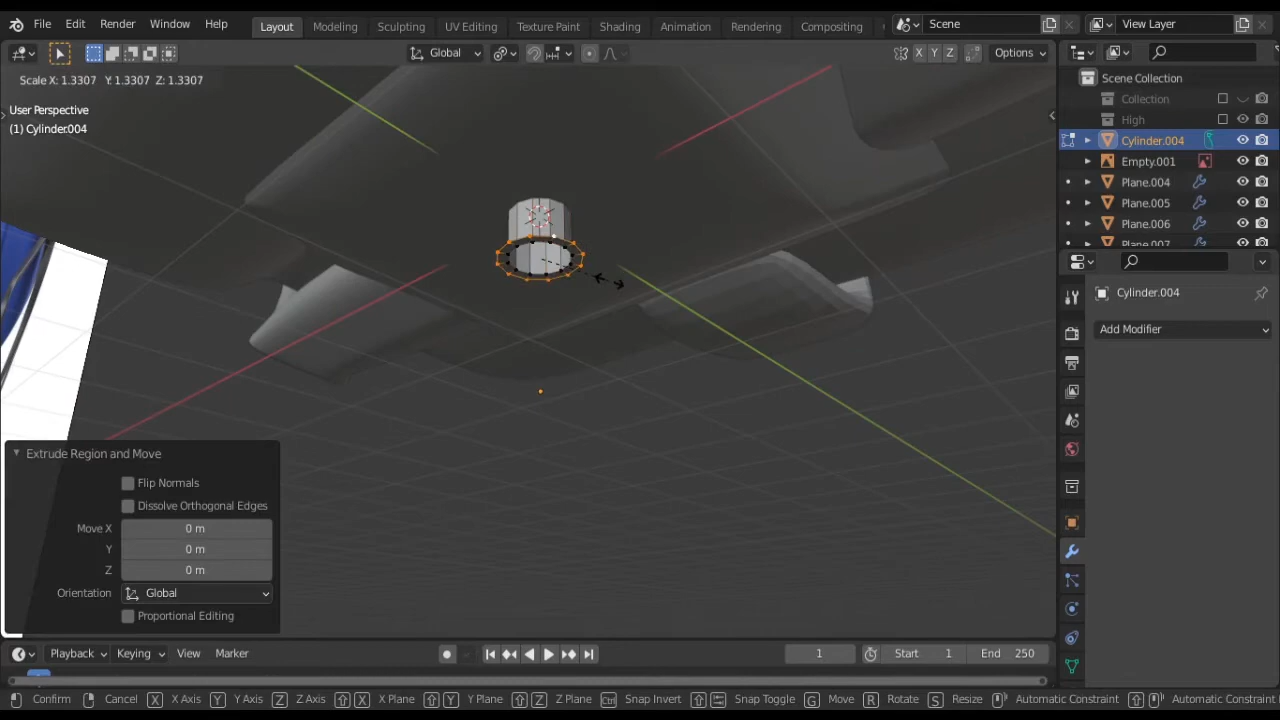 File Edit Render Window Help Layout Modeling Sculpting UV Editing Texture Paint Shading Animation Rendering Compositing Scene View Layer
Global X Y Z Options
Scale X: 1.3307 Y: 1.3307 Z: 1.3307
User Perspective
(1) Cylinder.004
Scene Collection
Collection
High
Cylinder.004
Empty.001
Plane.004
Plane.005
Plane.006
Plane.007
Cylinder.004
Add Modifier
Extrude Region and Move
Flip Normals
Dissolve Orthogonal Edges
Move X 0 m
Y 0 m
Z 0 m
Orientation Global
Proportional Editing
Playback Keying View Marker 1 Start 1 End 250
Confirm Cancel X X Axis Y Y Axis Z Z Axis X X Plane Y Y Plane Z Z Plane Ctrl Snap Invert Snap Toggle G Move R Rotate S Resize Automatic Constraint Automatic Constraint